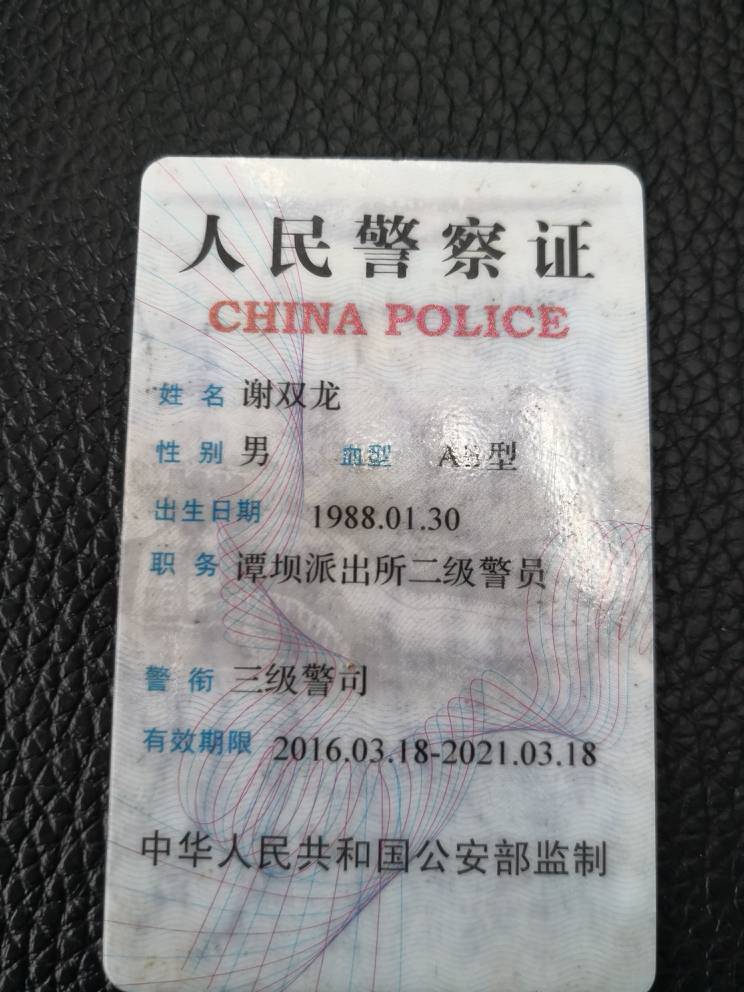 人民警察证
CHINA POLICE
姓 名 谢双龙
性 别 男 血型 AB型
出生日期 1988.01.30
职 务 谭坝派出所二级警员
警 衔 三级警司
有效期限 2016.03.18-2021.03.18
中华人民共和国公安部监制